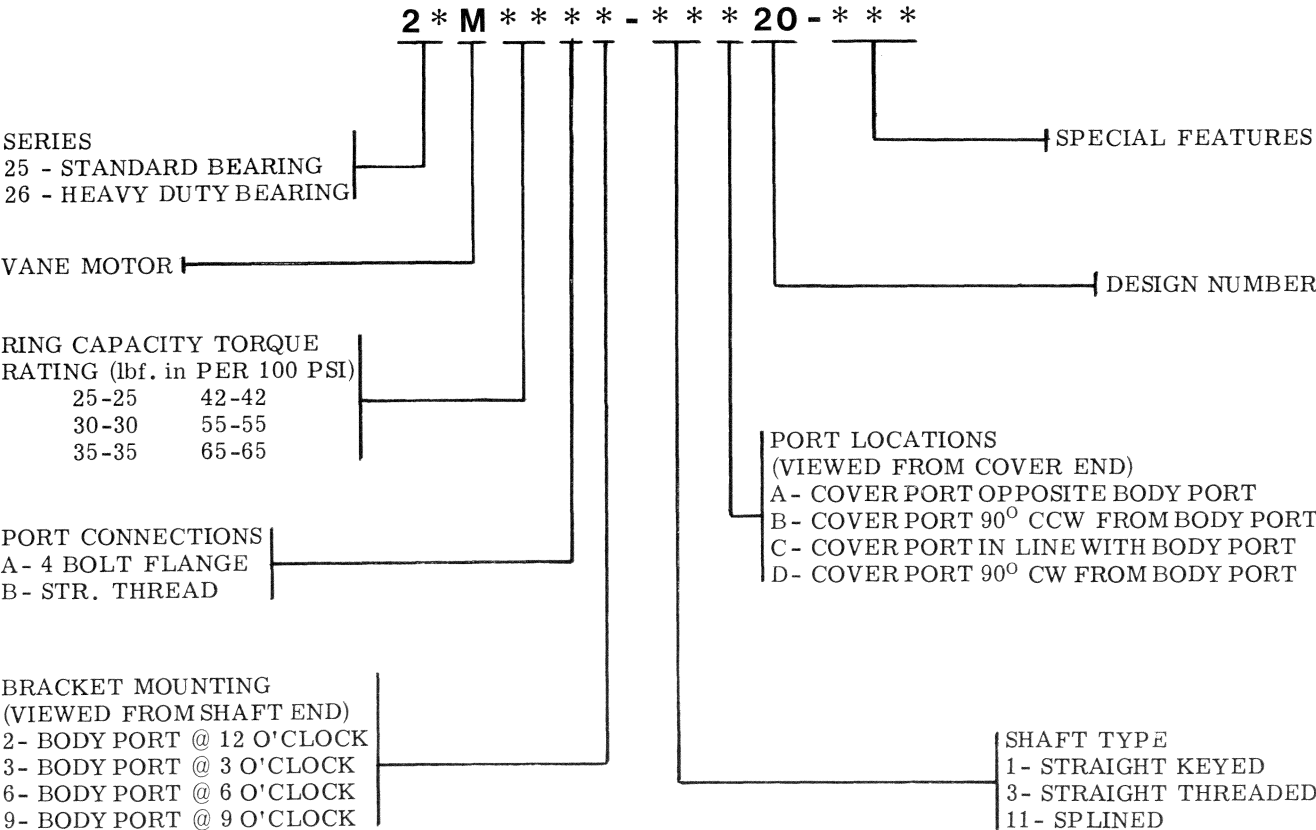 2*M****-***20-***
SERIES
25 - STANDARD BEARING
26 - HEAVY DUTY BEARING
SPECIAL FEATURES
VANE MOTOR
DESIGN NUMBER
RING CAPACITY TORQUE
RATING (lbf. in PER 100 PSI)
25-25 42-42
30-30 55-55
35-35 65-65
PORT LOCATIONS
(VIEWED FROM COVER END)
A- COVER PORT OPPOSITE BODY PORT
B- COVER PORT 90° CCW FROM BODY PORT
C- COVER PORT IN LINE WITH BODY PORT
D- COVER PORT 90° CW FROM BODY PORT
PORT CONNECTIONS
A- 4 BOLT FLANGE
B- STR. THREAD
BRACKET MOUNTING
(VIEWED FROM SHAFT END)
2- BODY PORT @ 12 O'CLOCK
3- BODY PORT @ 3 O'CLOCK
6- BODY PORT @ 6 O'CLOCK
9- BODY PORT @ 9 O'CLOCK
SHAFT TYPE
1- STRAIGHT KEYED
3- STRAIGHT THREADED
11- SPLINED